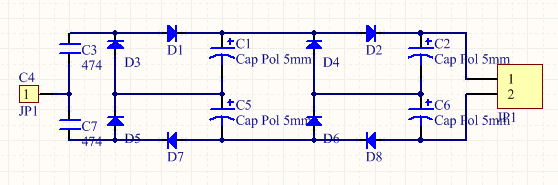 C3
474
D3
D1
C1
Cap Pol 5mm
D4
D2
C2
Cap Pol 5mm
C4
1
JP1
1
2
JP1
C7
474
D5
D7
C5
Cap Pol 5mm
D6
D8
C6
Cap Pol 5mm